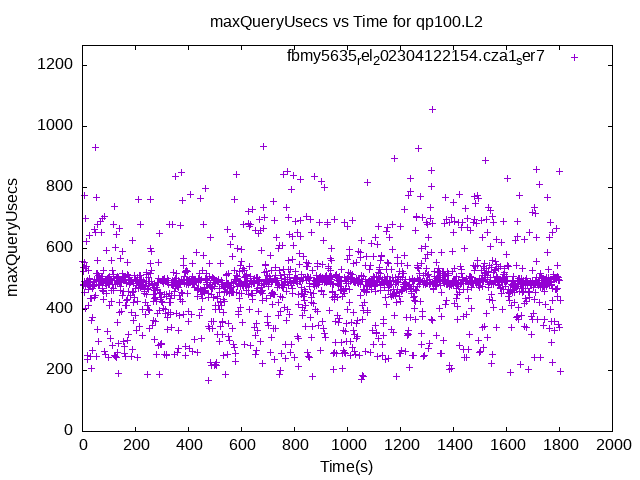 maxQueryUsecs vs Time for qp100.L2
fbmy5635rel202304122154.cza1ser7
1200
1000
800
600
400
200
0
maxQueryUsecs
0 200 400 600 800 1000 1200 1400 1600 1800 2000
Time(s)